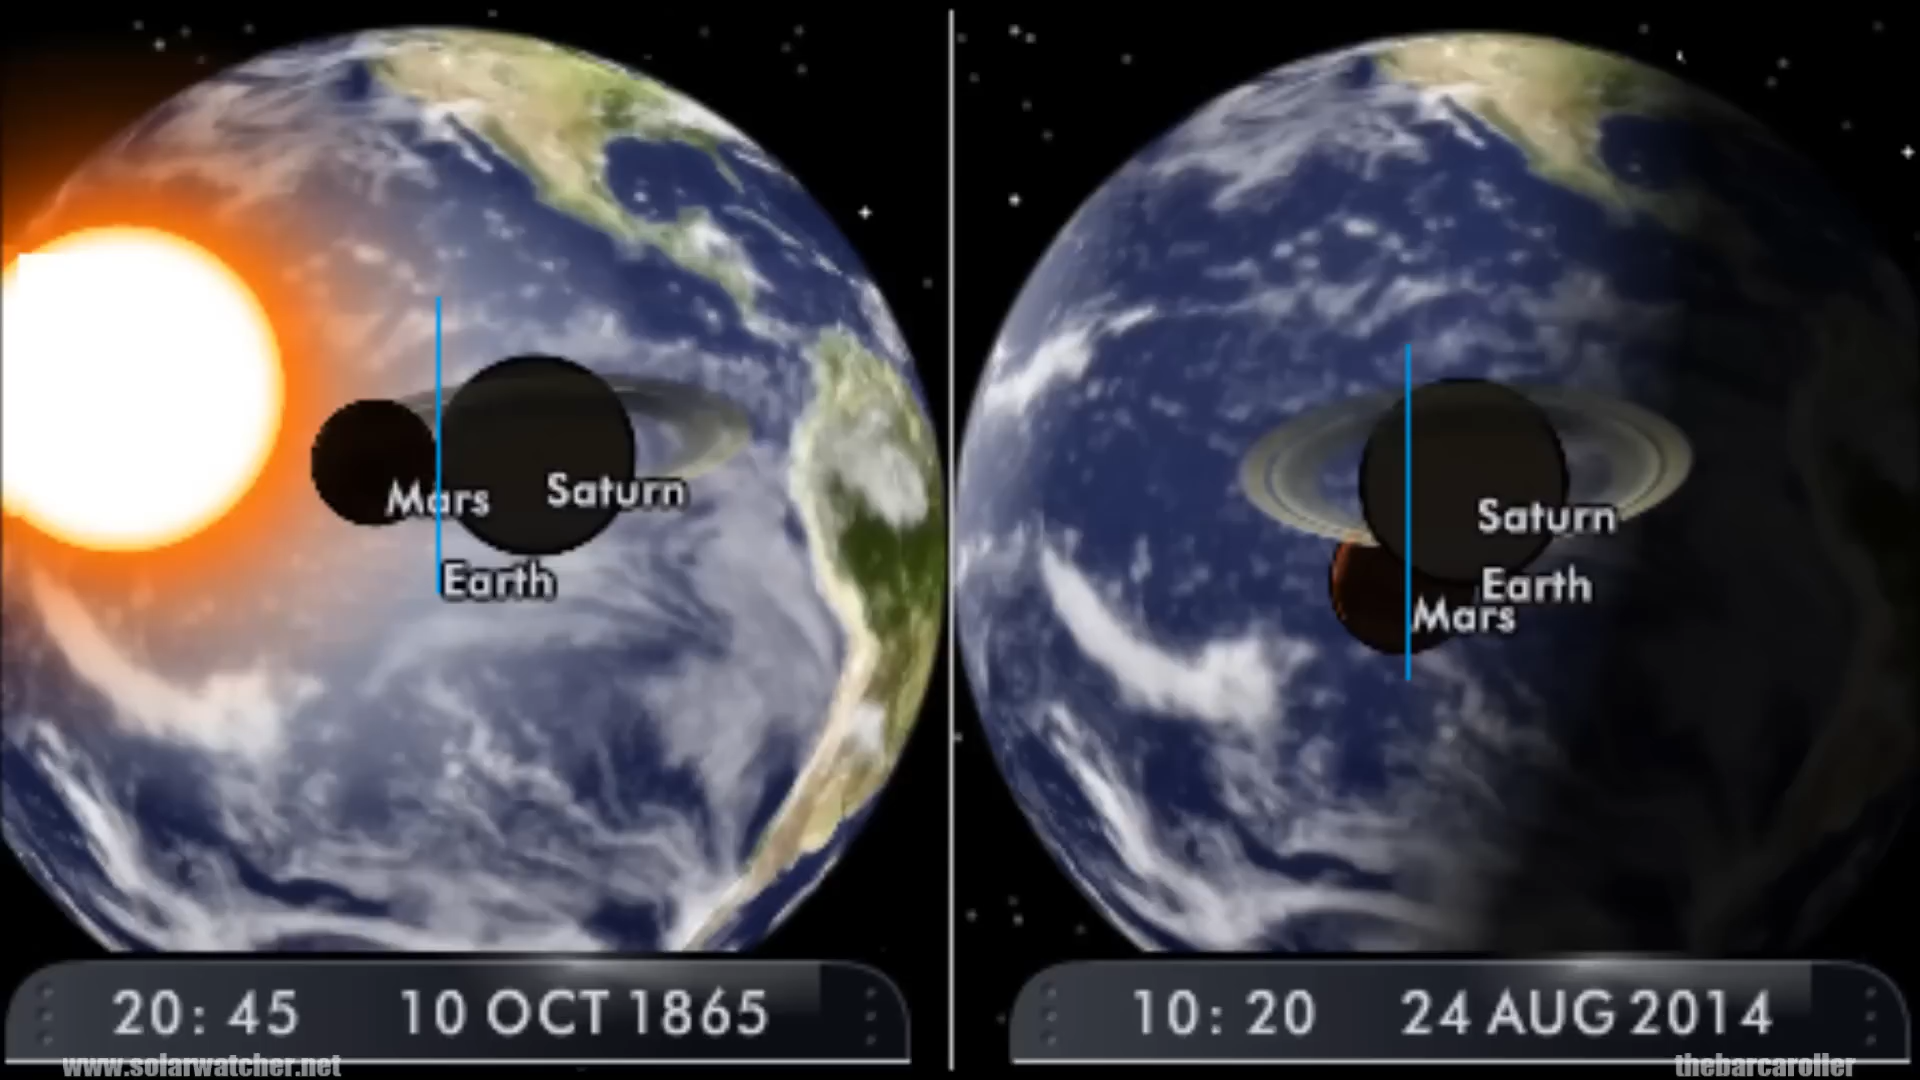 Mars
Saturn
Earth
20: 45 10 OCT 1865
www.solarwatcher.net
Saturn
Earth
Mars
10: 20 24 AUG 2014
thebarcaroller